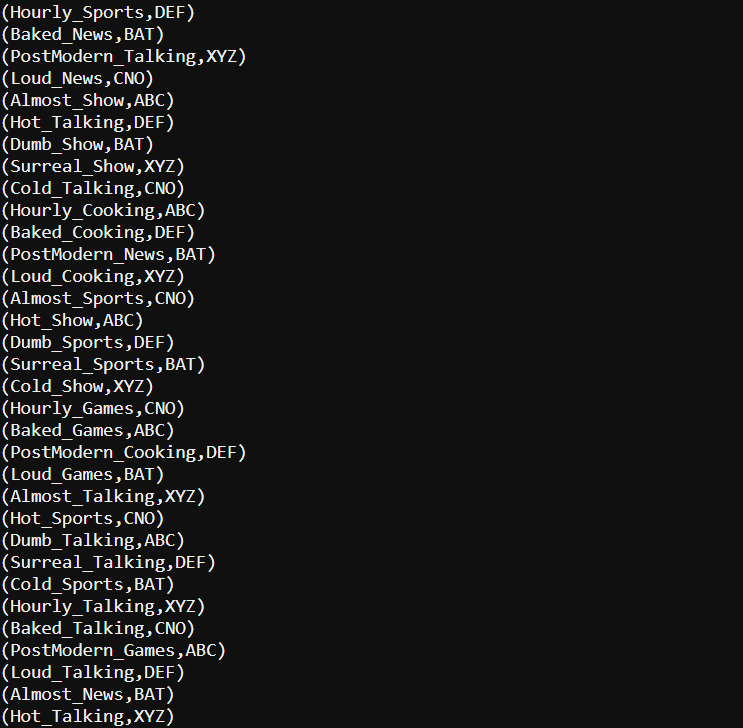 (Hourly_Sports,DEF)
(Baked_News,BAT)
(PostModern_Talking,XYZ)
(Loud_News,CNO)
(Almost_Show,ABC)
(Hot_Talking,DEF)
(Dumb_Show,BAT)
(Surreal_Show,XYZ)
(Cold_Talking,CNO)
(Hourly_Cooking,ABC)
(Baked_Cooking,DEF)
(PostModern_News,BAT)
(Loud_Cooking,XYZ)
(Almost_Sports,CNO)
(Hot_Show,ABC)
(Dumb_Sports,DEF)
(Surreal_Sports,BAT)
(Cold_Show,XYZ)
(Hourly_Games,CNO)
(Baked_Games,ABC)
(PostModern_Cooking,DEF)
(Loud_Games,BAT)
(Almost_Talking,XYZ)
(Hot_Sports,CNO)
(Dumb_Talking,ABC)
(Surreal_Talking,DEF)
(Cold_Sports,BAT)
(Hourly_Talking,XYZ)
(Baked_Talking,CNO)
(PostModern_Games,ABC)
(Loud_Talking,DEF)
(Almost_News,BAT)
(Hot_Talking,XYZ)